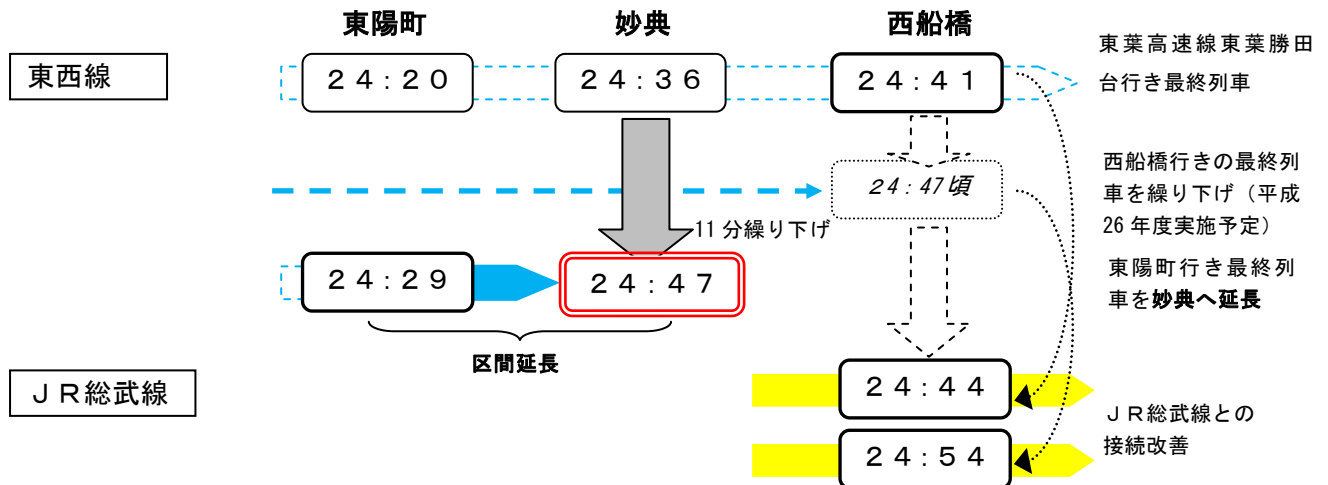 東陽町 妙典 西船橋
東西線
24:20 24:36 24:41
東葉高速線東葉勝田
台行き最終列車
24:47頃
西船橋行きの最終列
車を繰り下げ（平成
26年度実施予定）
11分繰り下げ
24:29 24:47
東陽町行き最終列
車を妙典へ延長
区間延長
ＪＲ総武線
24:44
24:54
ＪＲ総武線との
接続改善